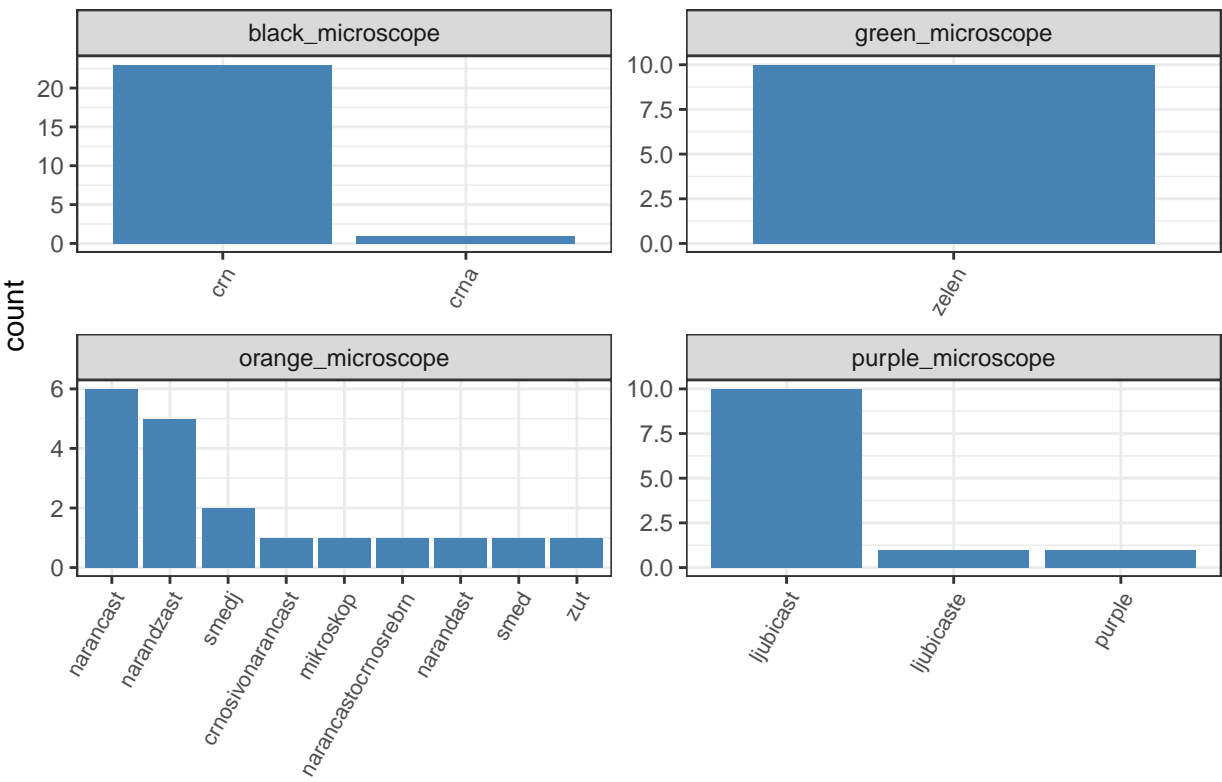 black_microscope
green_microscope
20
15
10
5
0
10.0
7.5
5.0
2.5
0.0
crn
crna
zelen
count
orange_microscope
purple_microscope
6
4
2
0
10.0
7.5
5.0
2.5
0.0
narancast
narandzast
smedj
crnosivonarancast
mikroskop
narancastocrnosrebrn
narandast
smed
zut
ljubicast
ljubicaste
purple